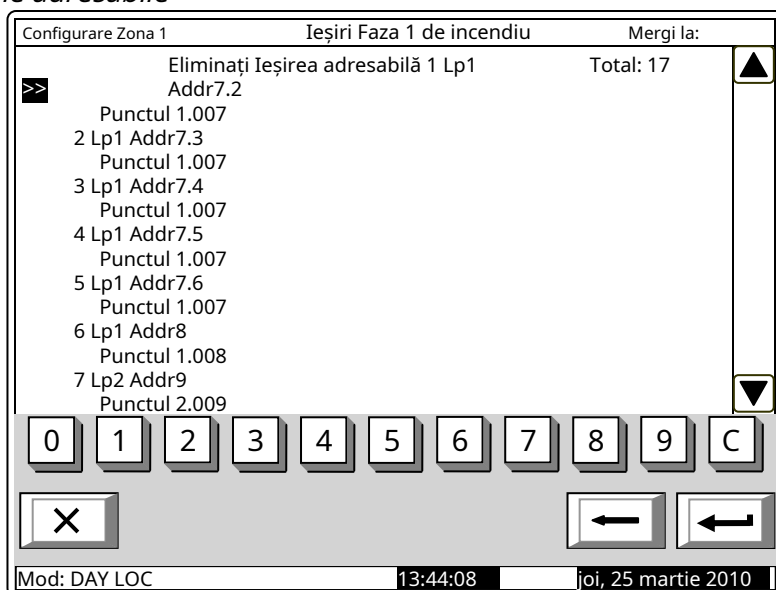 Configurare Zona 1 Ieșiri Faza 1 de incendiu Mergi la:
Eliminați Ieșirea adresabilă 1 Lp1 Total: 17
>> Addr7.2
Punctul 1.007
2 Lp1 Addr7.3
Punctul 1.007
3 Lp1 Addr7.4
Punctul 1.007
4 Lp1 Addr7.5
Punctul 1.007
5 Lp1 Addr7.6
Punctul 1.007
6 Lp1 Addr8
Punctul 1.008
7 Lp2 Addr9
Punctul 2.009
0 1 2 3 4 5 6 7 8 9 C
Mod: DAY LOC 13:44:08 joi, 25 martie 2010